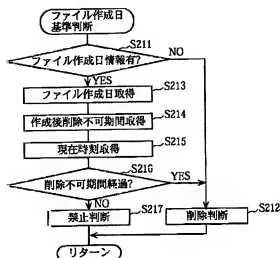 ファイル作成日
基準判断
S211
ファイル作成日情報有?
NO
YES
S213
ファイル作成日取得
S214
作成後削除不可期間取得
S215
現在時刻取得
S216
削除不可期間経過?
YES
NO
S217
禁止判断
S212
削除判断
リターン